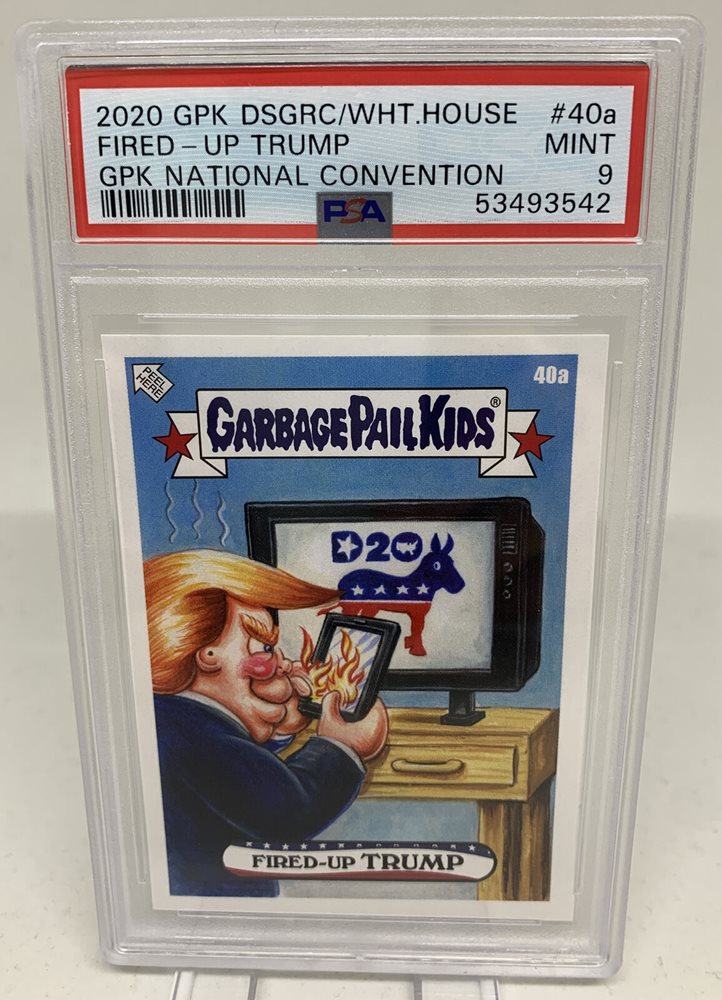 2020 GPK DSGRC/WHT.HOUSE #40a
FIRED-UP TRUMP MINT
GPK NATIONAL CONVENTION 9
PSA 53493542
PEEL HERE
40a
GARBAGE PAIL KIDS®
D20
FIRED-UP TRUMP